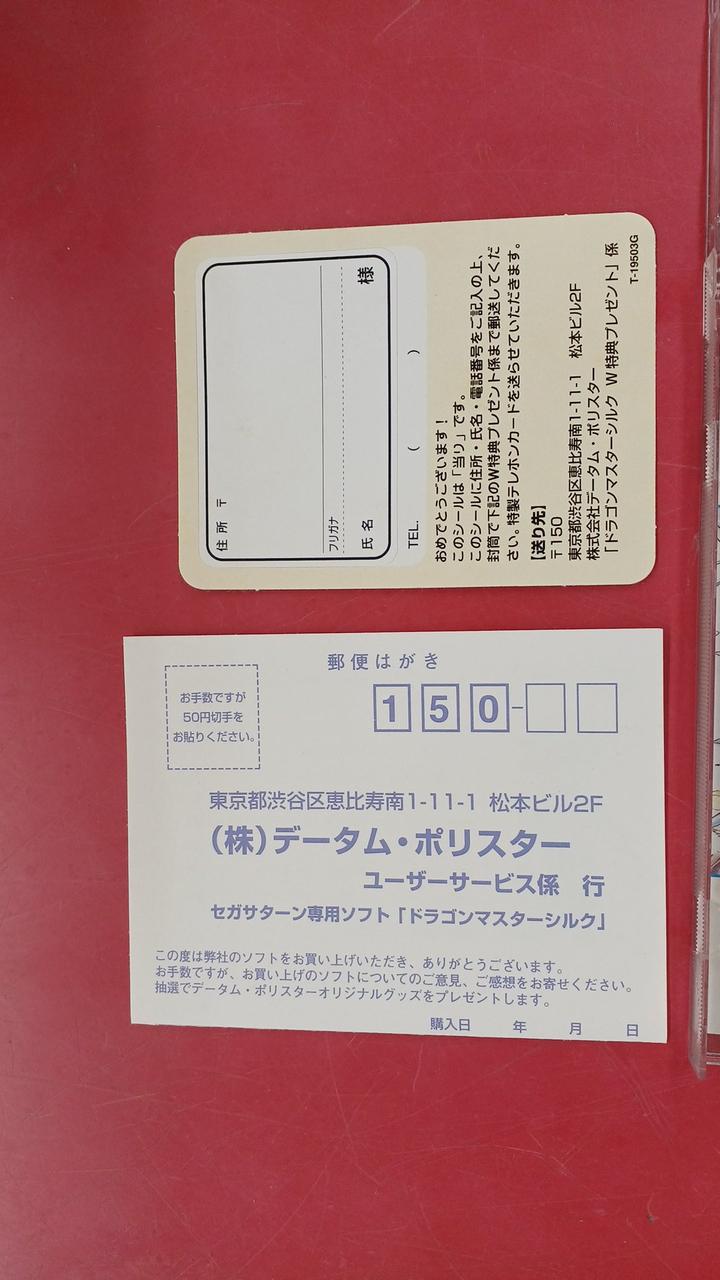 住所 〒
フリガナ
氏名
様
TEL. ( )
おめでとうございます！
このシールは「当り」です。
このシールに住所・氏名・電話番号をご記入の上、
封筒で下記のW特典プレゼント係まで郵送してくだ
さい。特製テレホンカードを送らせていただきます。
【送り先】
〒150
東京都渋谷区恵比寿南1-11-1 松本ビル2F
株式会社データム・ポリスター
「ドラゴンマスターシルク W特典プレゼント」係
T-19503G
郵便はがき
お手数ですが
50円切手を
お貼りください。
150-
東京都渋谷区恵比寿南1-11-1 松本ビル2F
（株）データム・ポリスター
ユーザーサービス係 行
セガサターン専用ソフト「ドラゴンマスターシルク」
この度は弊社のソフトをお買い上げいただき、ありがとうございます。
お手数ですが、お買い上げのソフトについてのご意見、ご感想をお寄せください。
抽選でデータム・ポリスターオリジナルグッズをプレゼントします。
購入日 年 月 日